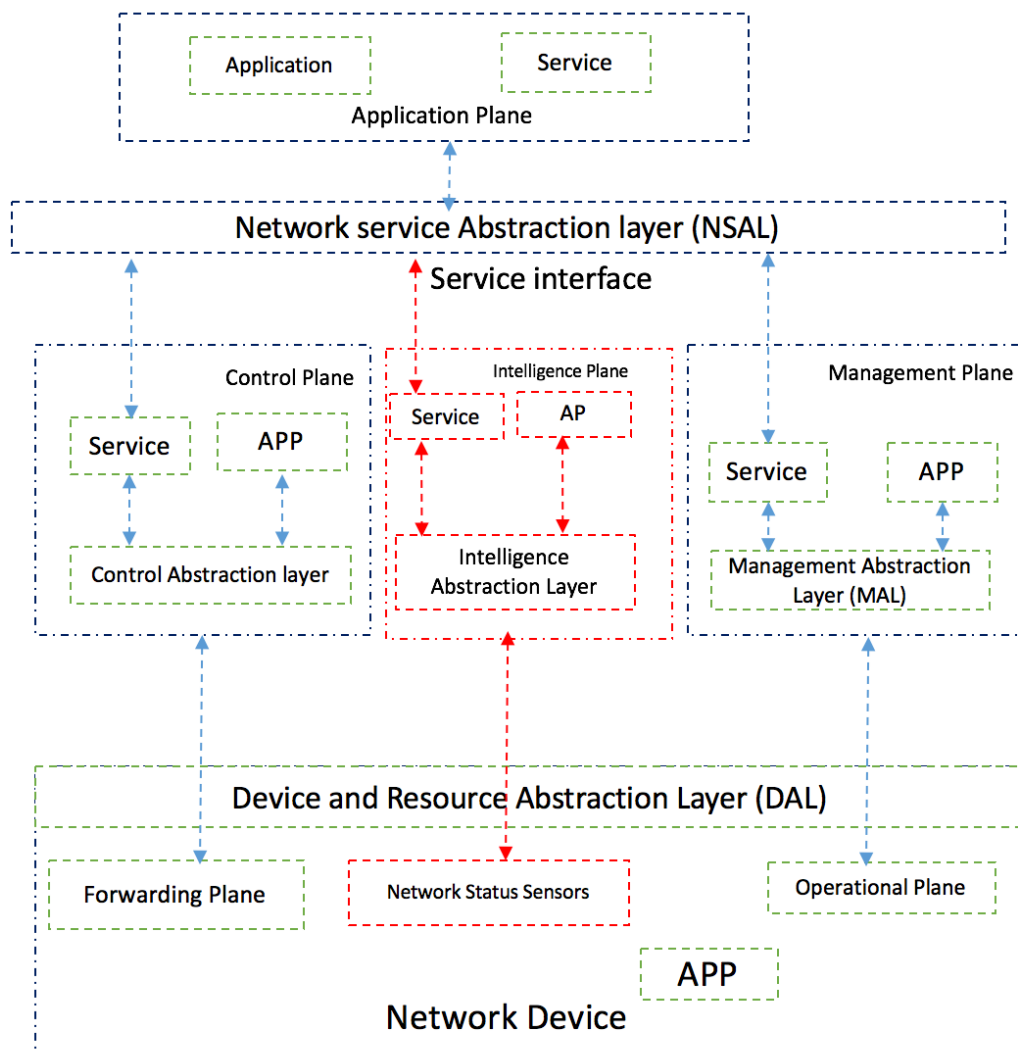 Application
Service
Application Plane
Network service Abstraction layer (NSAL)
Service interface
Control Plane
Service
APP
Control Abstraction layer
Intelligence Plane
Service
AP
Intelligence
Abstraction Layer
Management Plane
Service
APP
Management Abstraction
Layer (MAL)
Device and Resource Abstraction Layer (DAL)
Forwarding Plane
Network Status Sensors
Operational Plane
APP
Network Device